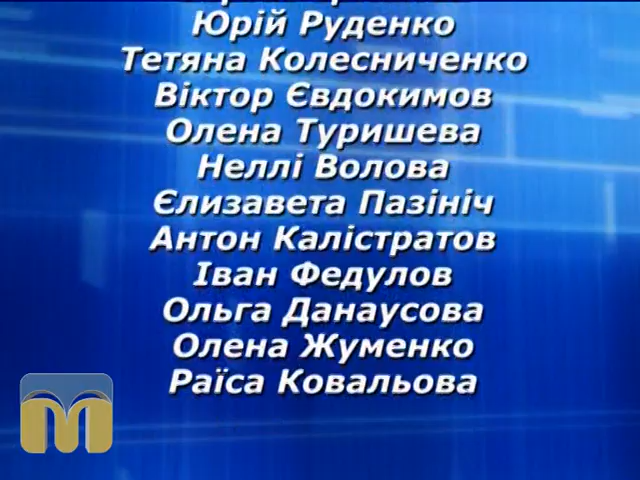 Юрій Руденко
Тетяна Колесниченко
Віктор Євдокимов
Олена Туришева
Неллі Волова
Єлизавета Пазініч
Антон Калістратов
Іван Федулов
Ольга Данаусова
Олена Жуменко
Раїса Ковальова
М